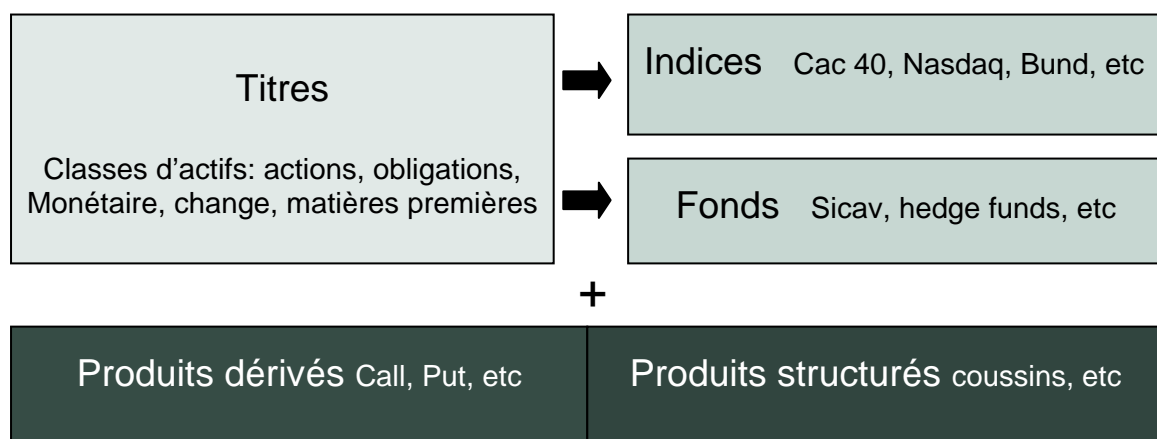 Titres
Classes d'actifs: actions, obligations,
Monétaire, change, matières premières
Indices Cac 40, Nasdaq, Bund, etc
Fonds Sicav, hedge funds, etc
+
Produits dérivés Call, Put, etc
Produits structurés coussins, etc